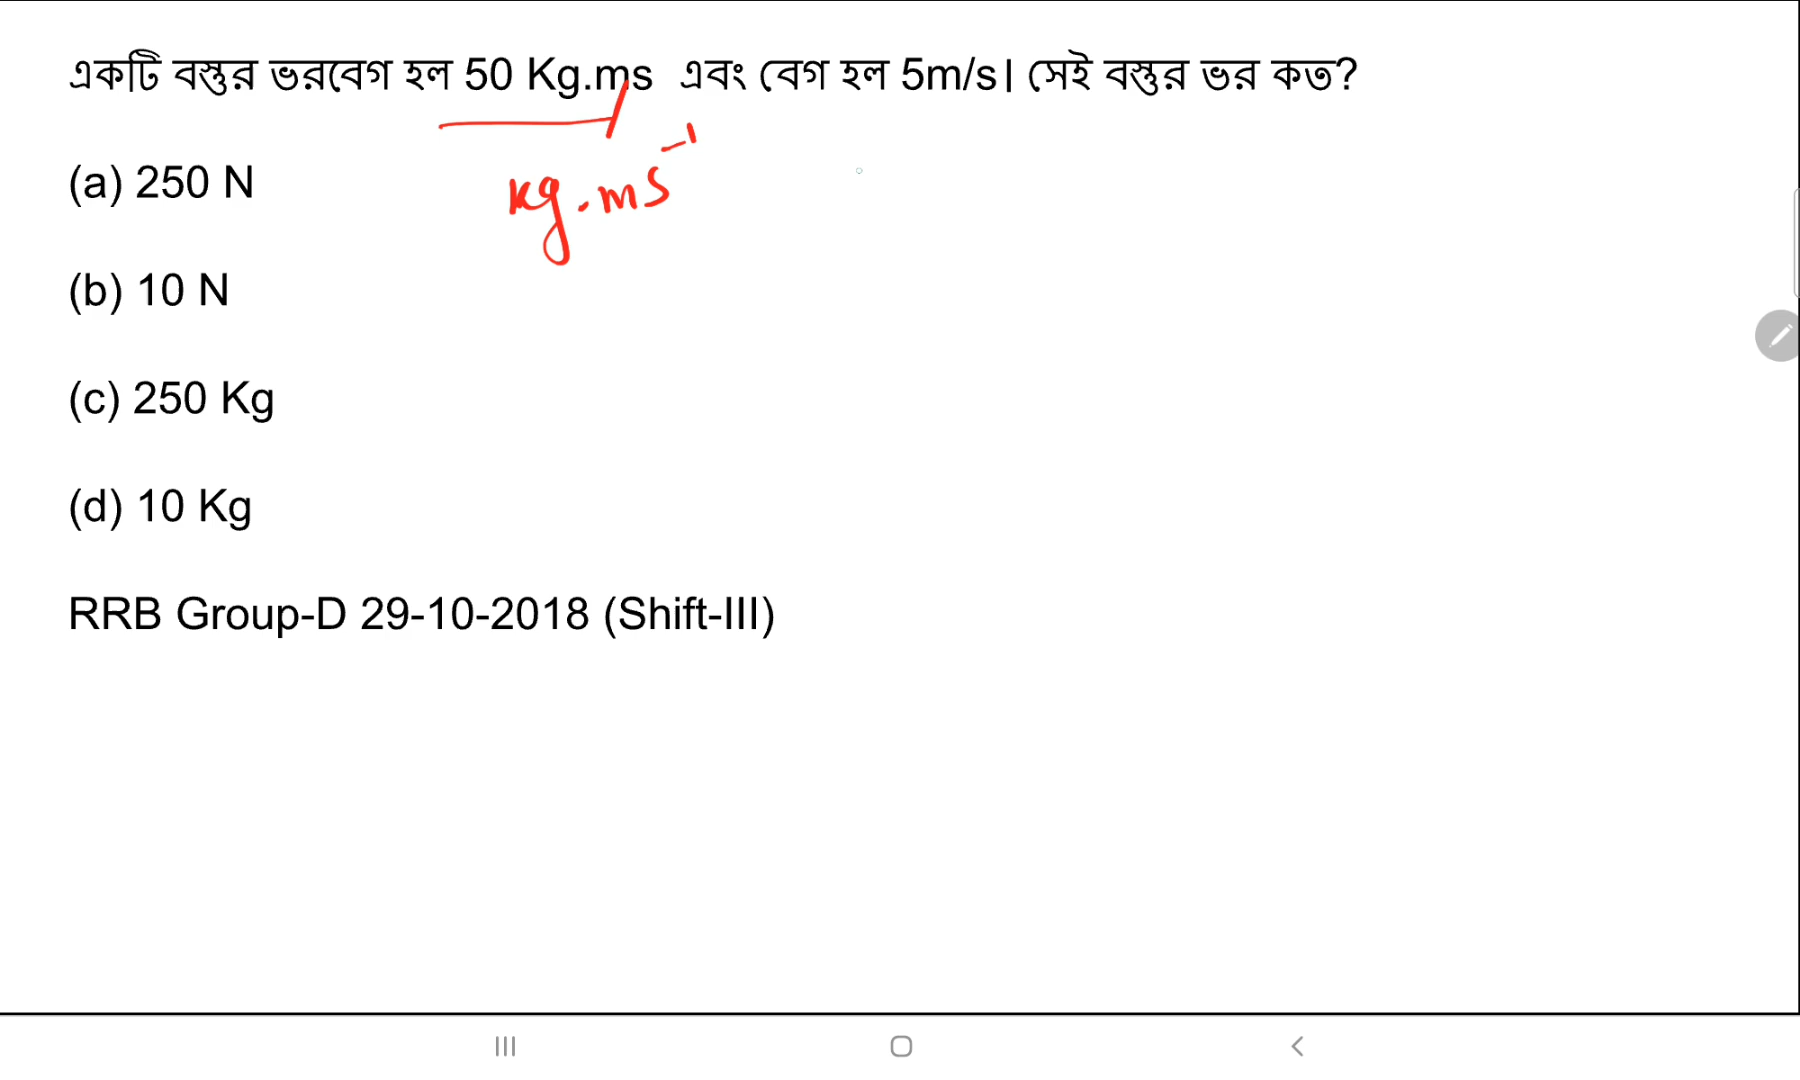 একটি বস্তুর ভরবেগ হল 50 Kg.ms এবং বেগ হল 5m/s। সেই বস্তুর ভর কত?
kg.ms⁻¹
(a) 250 N
(b) 10 N
(c) 250 Kg
(d) 10 Kg
RRB Group-D 29-10-2018 (Shift-III)